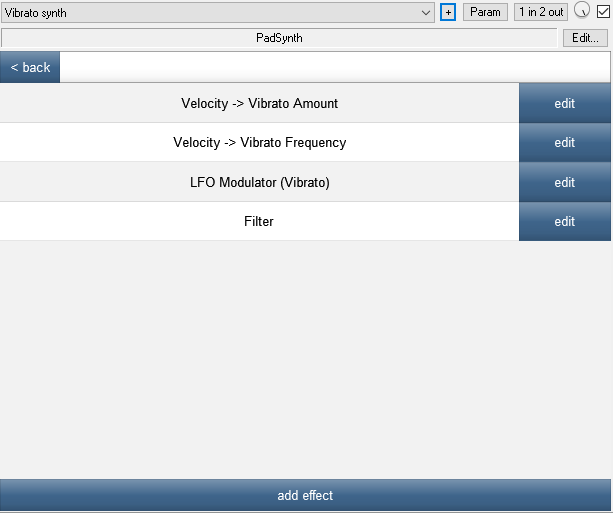 Vibrato synth + Param 1 in 2 out
PadSynth Edit...
< back
Velocity -> Vibrato Amount edit
Velocity -> Vibrato Frequency edit
LFO Modulator (Vibrato) edit
Filter edit
add effect